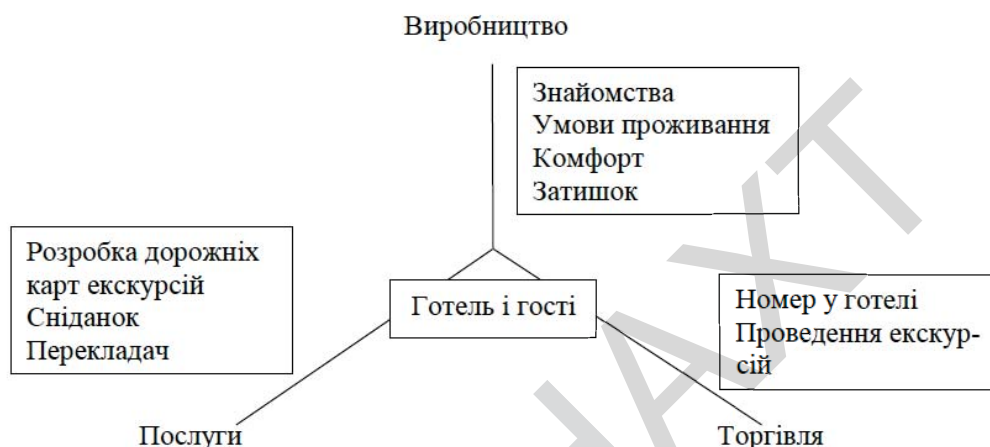 Виробництво
Знайомства
Умови проживання
Комфорт
Затишок
Розробка дорожніх
карт екскурсій
Сніданок
Перекладач
Готель і гості
Номер у готелі
Проведення екскур-
сій
Послуги
Торгівля